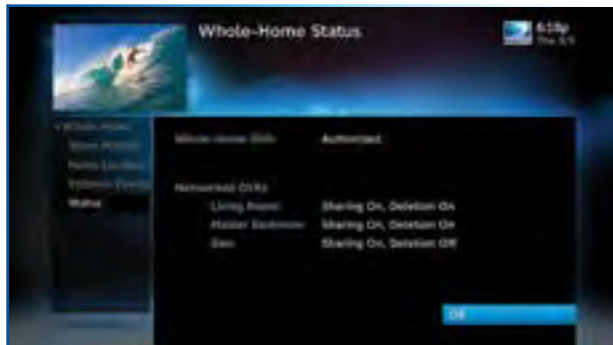 Whole-Home Status
6:18p
Whole-Home
Status
Whole-Home DVR: Authorized
Networked DVRs
Living Room: Sharing On, Deletion On
Master Bedroom: Sharing On, Deletion On
Den: Sharing On, Deletion Off
OK